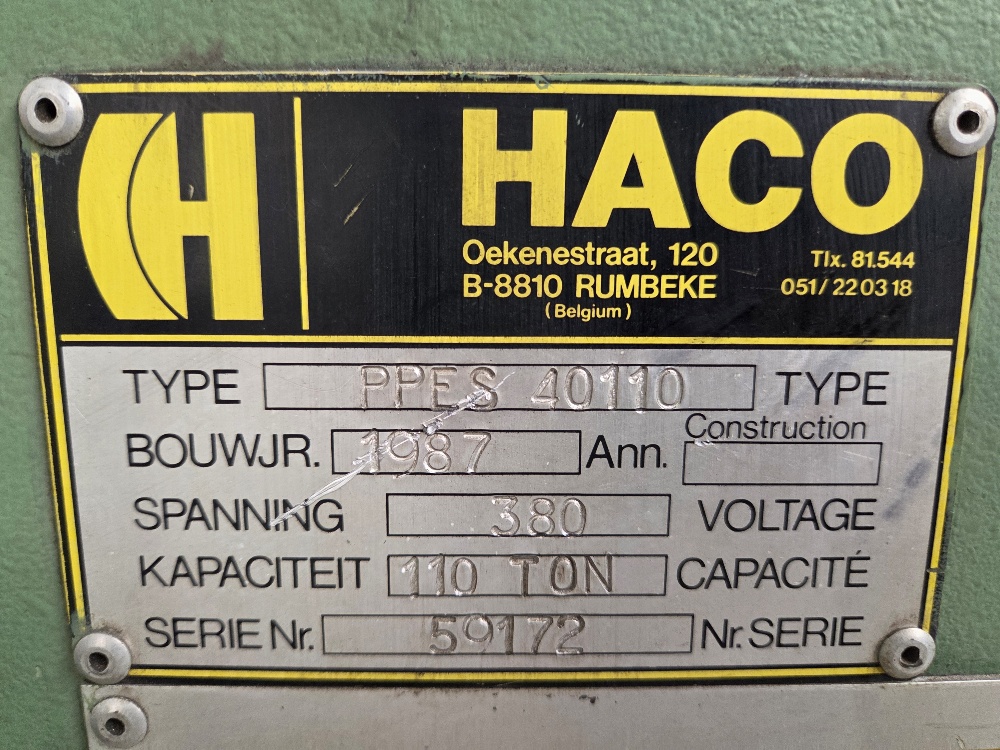 H HACO
Oekenestraat, 120 Tlx. 81.544
B-8810 RUMBEKE 051/220318
(Belgium)
TYPE PPES 40110 TYPE
BOUWJR. 1987 Ann. Construction
SPANNING 380 VOLTAGE
KAPACITEIT 110 TON CAPACITÉ
SERIE Nr. 59172 Nr. SERIE